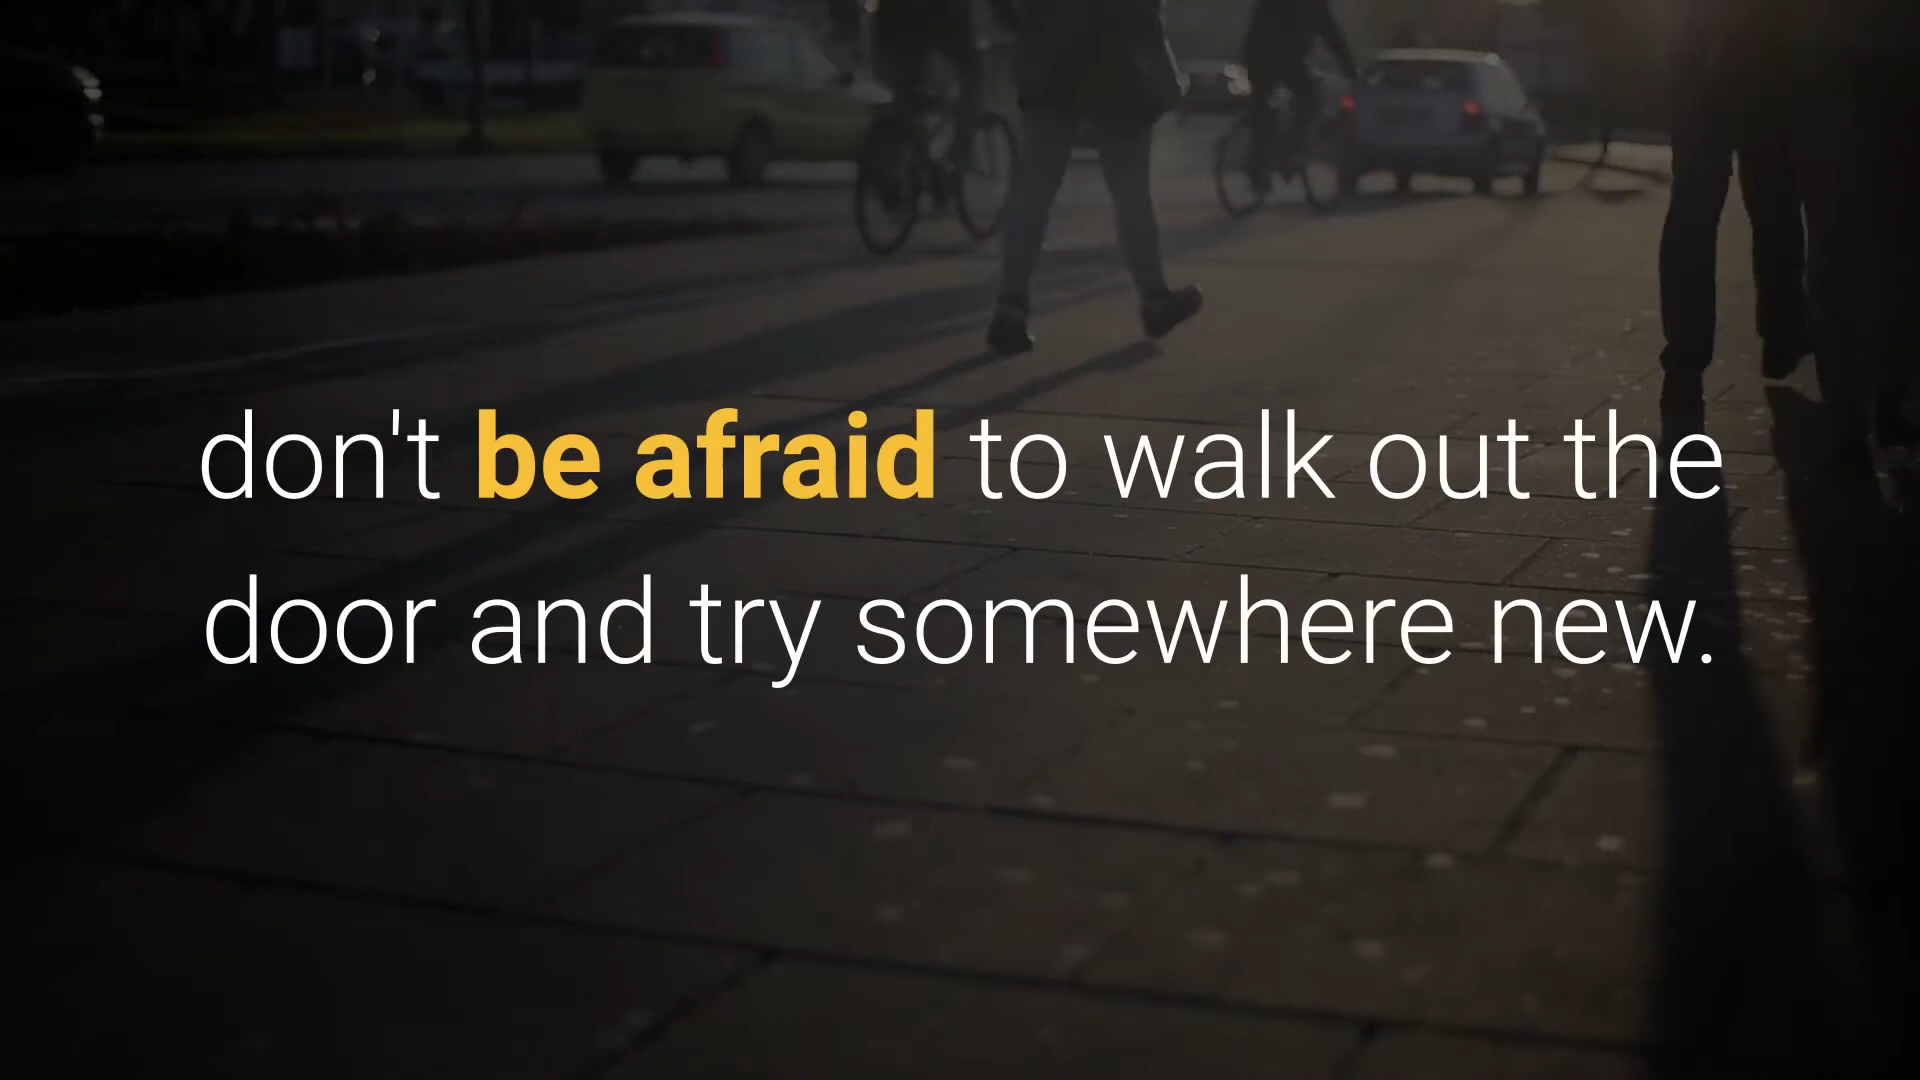 don't be afraid to walk out the
door and try somewhere new.